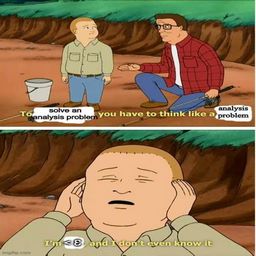 To solve an analysis problem you have to think like a analysis problem
I'm < ε, and I don't even know it
imgflip.com